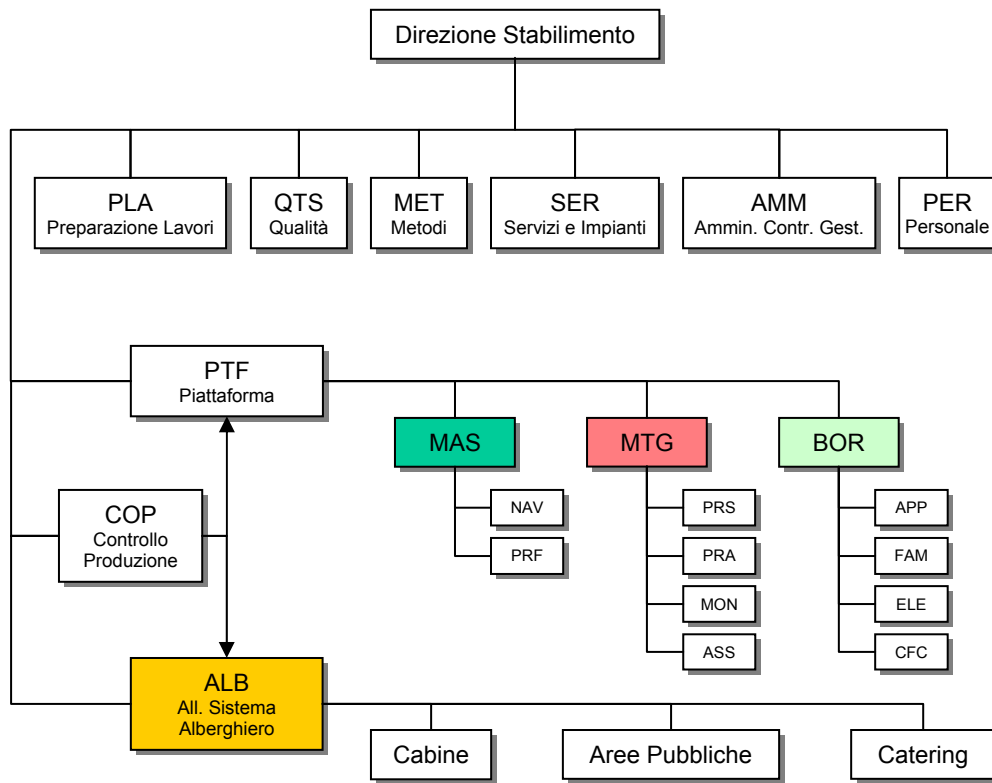 Direzione Stabilimento
PLA
Preparazione Lavori
QTS
Qualità
MET
Metodi
SER
Servizi e Impianti
AMM
Ammin. Contr. Gest.
PER
Personale
PTF
Piattaforma
MAS
MTG
BOR
NAV
PRF
PRS
PRA
MON
ASS
APP
FAM
ELE
CFC
COP
Controllo
Produzione
ALB
All. Sistema
Alberghiero
Cabine
Aree Pubbliche
Catering